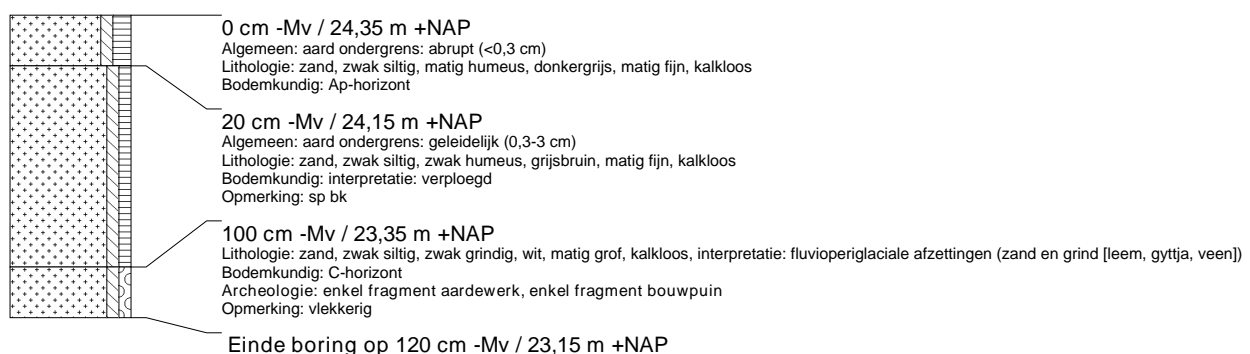 0 cm -Mv / 24,35 m +NAP
Algemeen: aard ondergrens: abrupt (<0,3 cm)
Lithologie: zand, zwak siltig, matig humeus, donkergrijs, matig fijn, kalkloos
Bodemkundig: Ap-horizont
20 cm -Mv / 24,15 m +NAP
Algemeen: aard ondergrens: geleidelijk (0,3-3 cm)
Lithologie: zand, zwak siltig, zwak humeus, grijsbruin, matig fijn, kalkloos
Bodemkundig: interpretatie: verploegd
Opmerking: sp bk
100 cm -Mv / 23,35 m +NAP
Lithologie: zand, zwak siltig, zwak grindig, wit, matig grof, kalkloos, interpretatie: fluvioperiglaciale afzettingen (zand en grind [leem, gyttja, veen])
Bodemkundig: C-horizont
Archeologie: enkel fragment aardewerk, enkel fragment bouwpuin
Opmerking: vlekkerig
Einde boring op 120 cm -Mv / 23,15 m +NAP